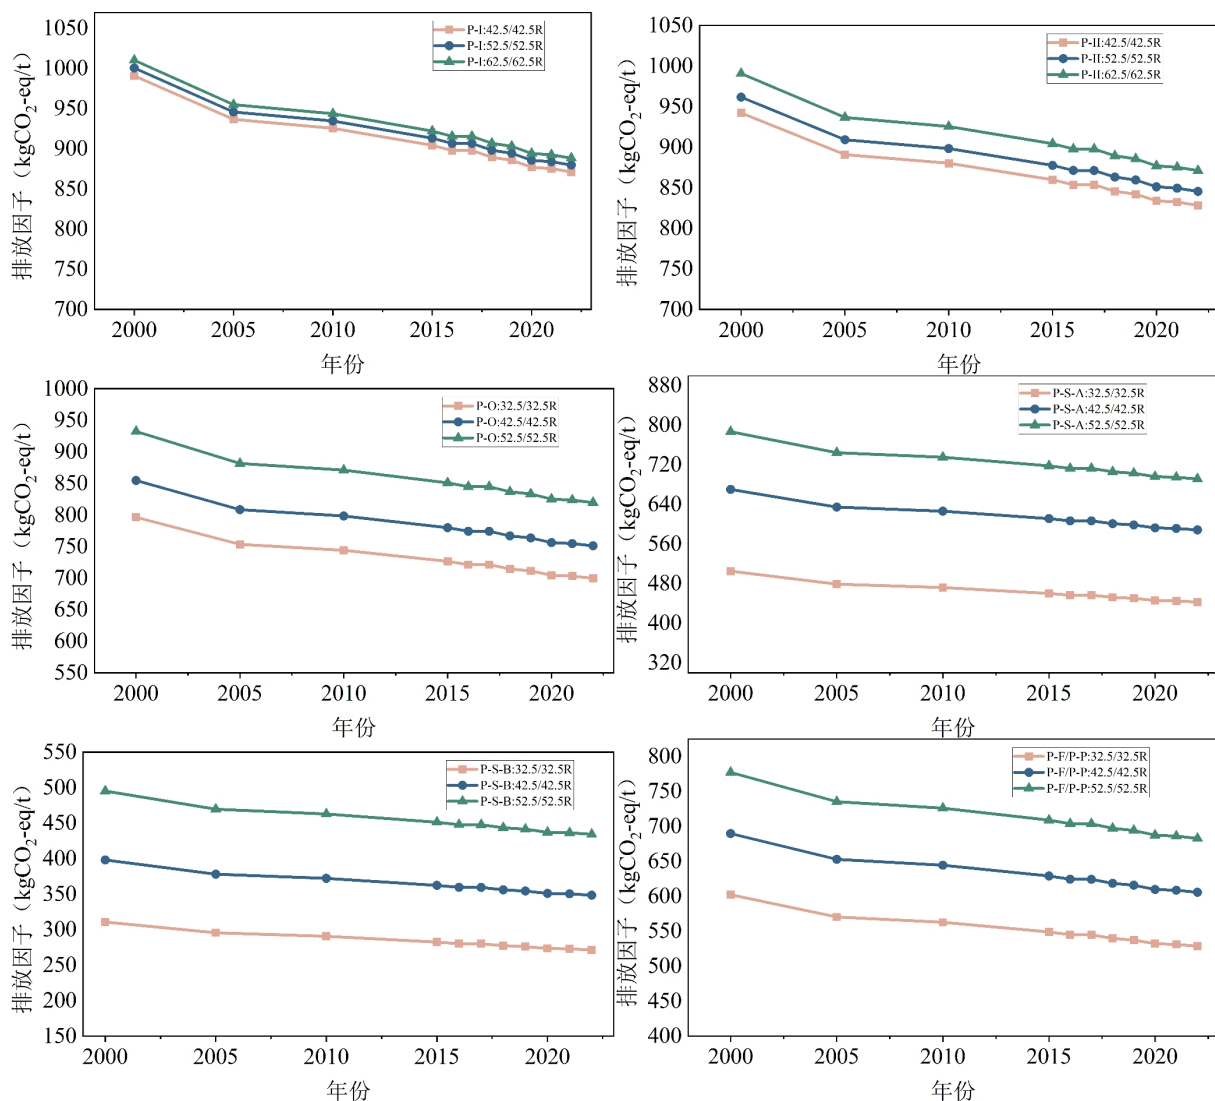 排放因子（kgCO₂-eq/t）
1050
1000
950
900
850
800
750
700
P-I:42.5/42.5R
P-I:52.5/52.5R
P-I:62.5/62.5R
2000 2005 2010 2015 2020
年份
排放因子（kgCO₂-eq/t）
1050
1000
950
900
850
800
750
700
P-II:42.5/42.5R
P-II:52.5/52.5R
P-II:62.5/62.5R
2000 2005 2010 2015 2020
年份
排放因子（kgCO₂-eq/t）
1000
950
900
850
800
750
700
650
600
550
P-O:32.5/32.5R
P-O:42.5/42.5R
P-O:52.5/52.5R
2000 2005 2010 2015 2020
年份
排放因子（kgCO₂-eq/t）
880
800
720
640
560
480
400
320
P-S-A:32.5/32.5R
P-S-A:42.5/42.5R
P-S-A:52.5/52.5R
2000 2005 2010 2015 2020
年份
排放因子（kgCO₂-eq/t）
550
500
450
400
350
300
250
200
150
P-S-B:32.5/32.5R
P-S-B:42.5/42.5R
P-S-B:52.5/52.5R
2000 2005 2010 2015 2020
年份
排放因子（kgCO₂-eq/t）
800
750
700
650
600
550
500
450
400
P-F/P-P:32.5/32.5R
P-F/P-P:42.5/42.5R
P-F/P-P:52.5/52.5R
2000 2005 2010 2015 2020
年份